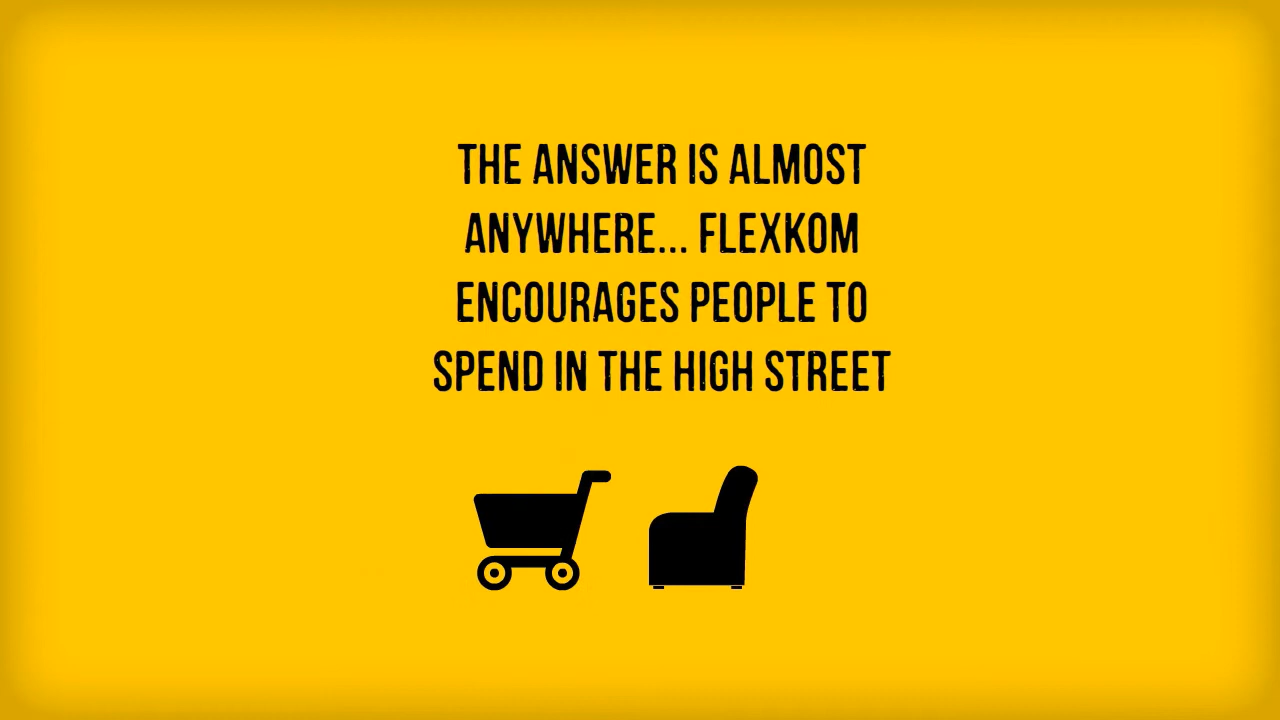 THE ANSWER IS ALMOST
ANYWHERE... FLEXKOM
ENCOURAGES PEOPLE TO
SPEND IN THE HIGH STREET